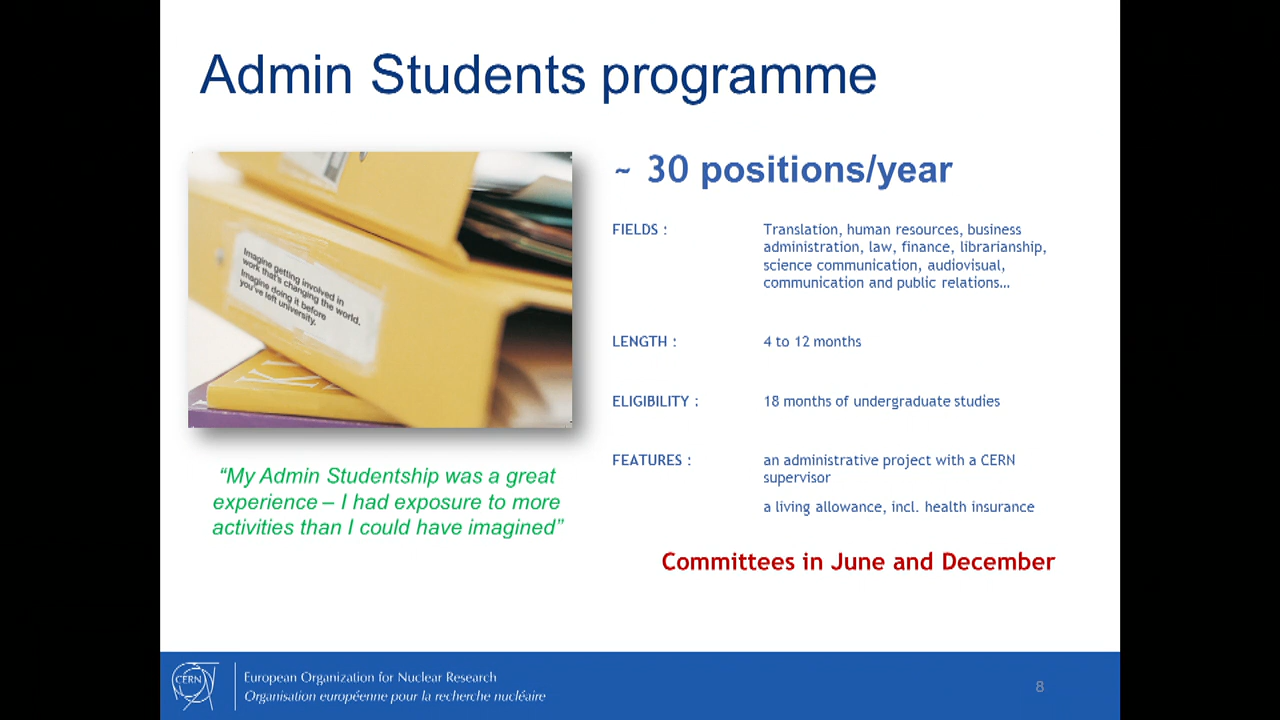 Admin Students programme
~ 30 positions/year
Imagine getting involved in
work that's changing the world.
Imagine doing it before
you've left university.
FIELDS :
Translation, human resources, business
administration, law, finance, librarianship,
science communication, audiovisual,
communication and public relations…
LENGTH :
4 to 12 months
ELIGIBILITY :
18 months of undergraduate studies
FEATURES :
an administrative project with a CERN
supervisor
a living allowance, incl. health insurance
“My Admin Studentship was a great
experience – I had exposure to more
activities than I could have imagined”
Committees in June and December
CERN
European Organization for Nuclear Research
Organisation européenne pour la recherche nucléaire
8